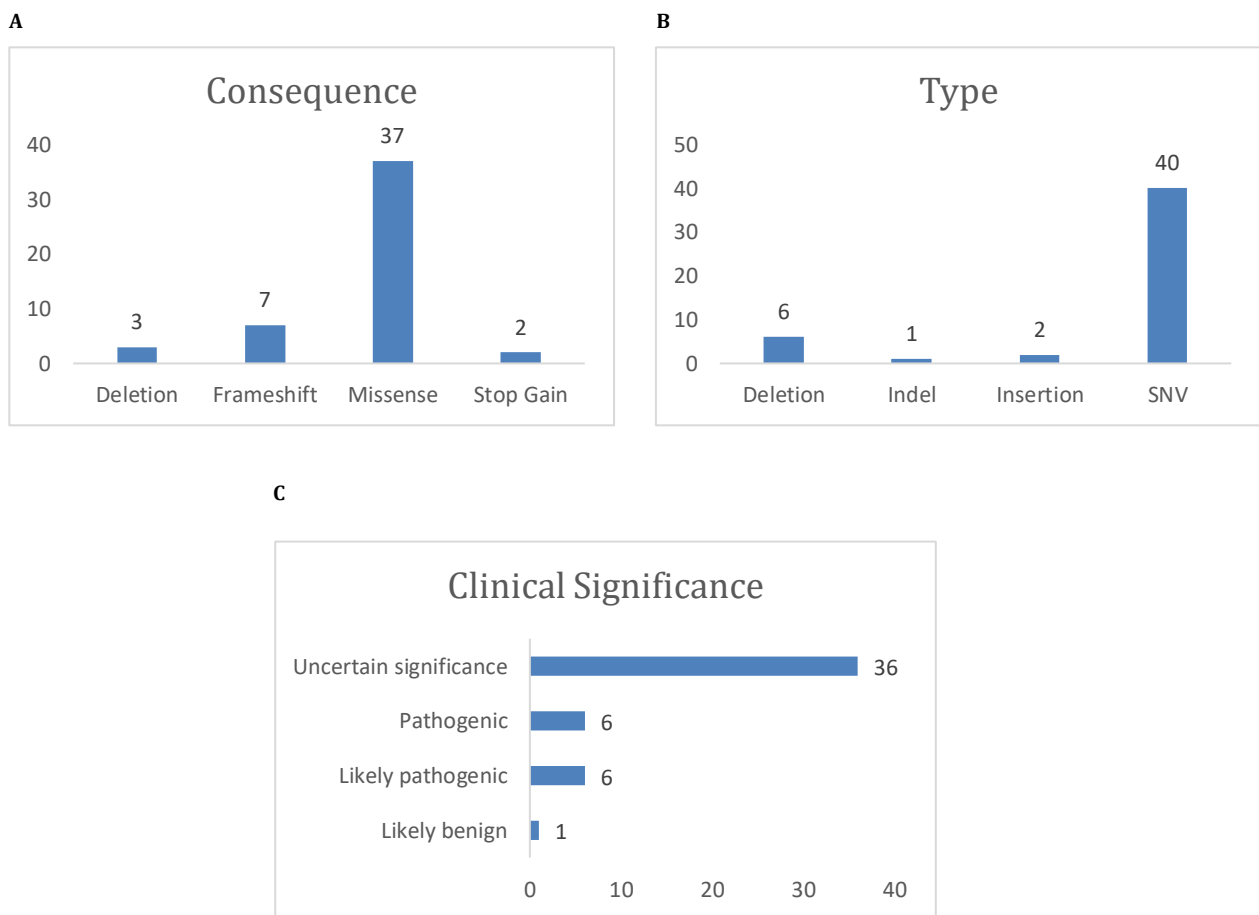 A
Consequence
40
30
20
10
0
3
7
37
2
Deletion Frameshift Missense Stop Gain
B
Type
50
40
30
20
10
0
6
1
2
40
Deletion Indel Insertion SNV
C
Clinical Significance
Uncertain significance 36
Pathogenic 6
Likely pathogenic 6
Likely benign 1
0 10 20 30 40